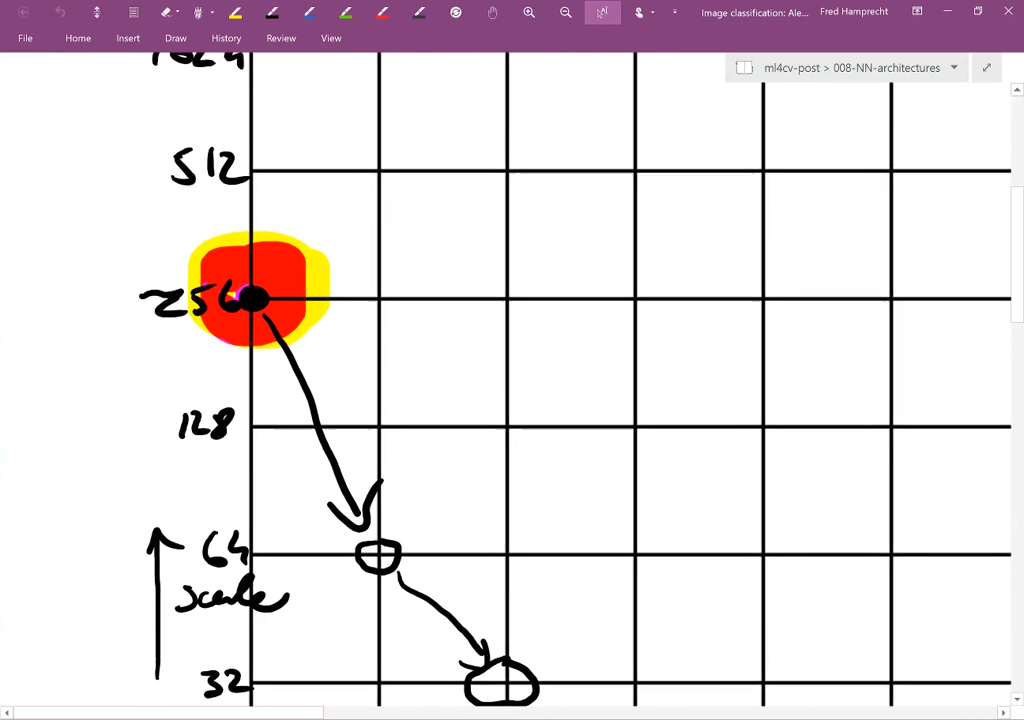 Image classification: Ale...
Fred Hamprecht
File Home Insert Draw History Review View
ml4cv-post > 008-NN-architectures
1024
512
256
128
64
scale
32